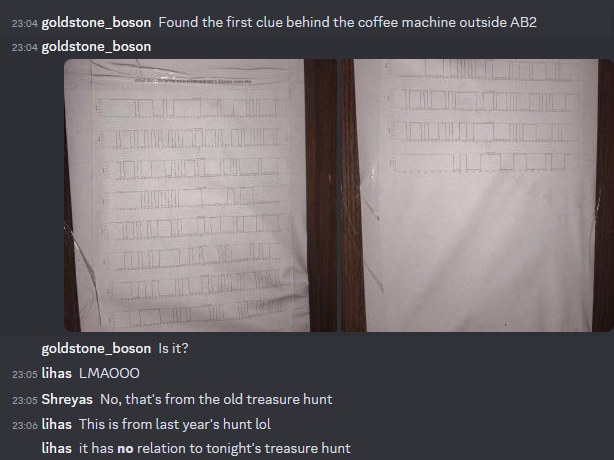 23:04 goldstone_boson Found the first clue behind the coffee machine outside AB2
23:04 goldstone_boson
goldstone_boson Is it?
23:05 lihas LMAOOO
23:05 Shreyas No, that's from the old treasure hunt
23:06 lihas This is from last year's hunt lol
lihas it has no relation to tonight's treasure hunt